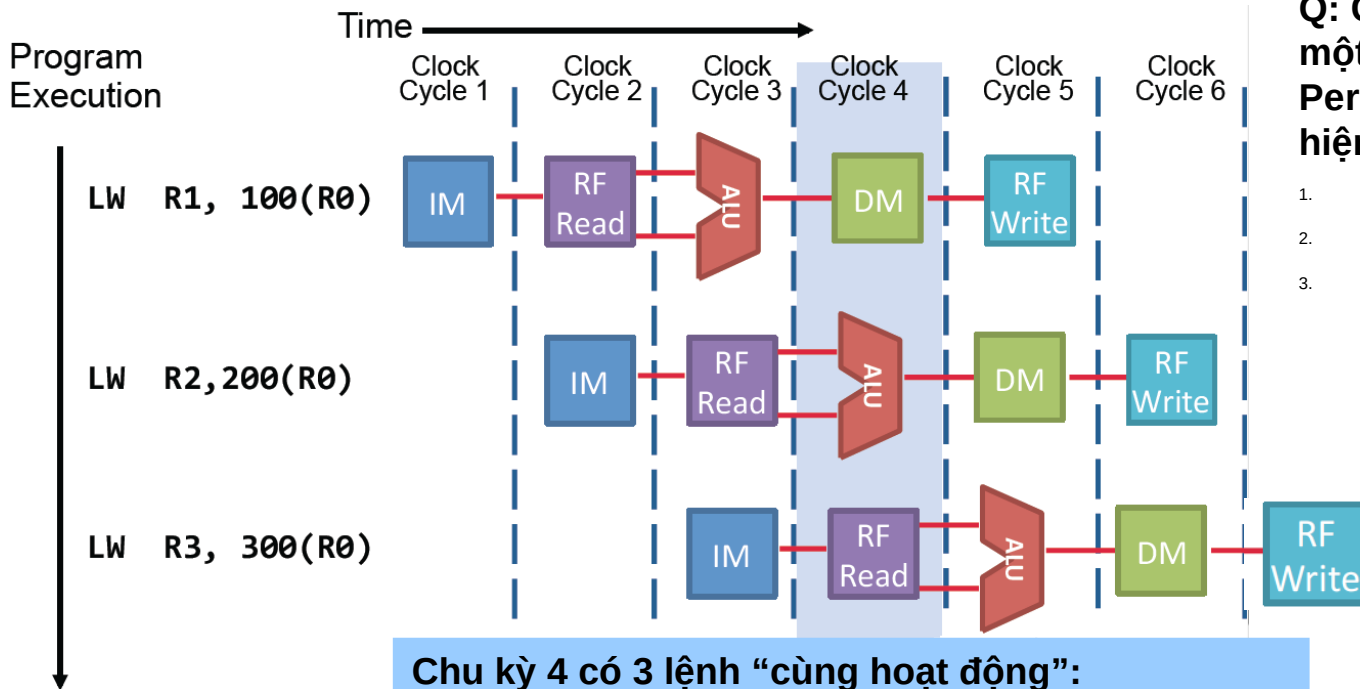 Time
Program
Execution
Clock Cycle 1
Clock Cycle 2
Clock Cycle 3
Clock Cycle 4
Clock Cycle 5
Clock Cycle 6
LW R1, 100(R0)
IM
RF Read
ALU
DM
RF Write
LW R2,200(R0)
IM
RF Read
ALU
DM
RF Write
LW R3, 300(R0)
IM
RF Read
ALU
DM
RF Write
Chu kỳ 4 có 3 lệnh “cùng hoạt động”:
Q:
một
Per
hiện
1.
2.
3.